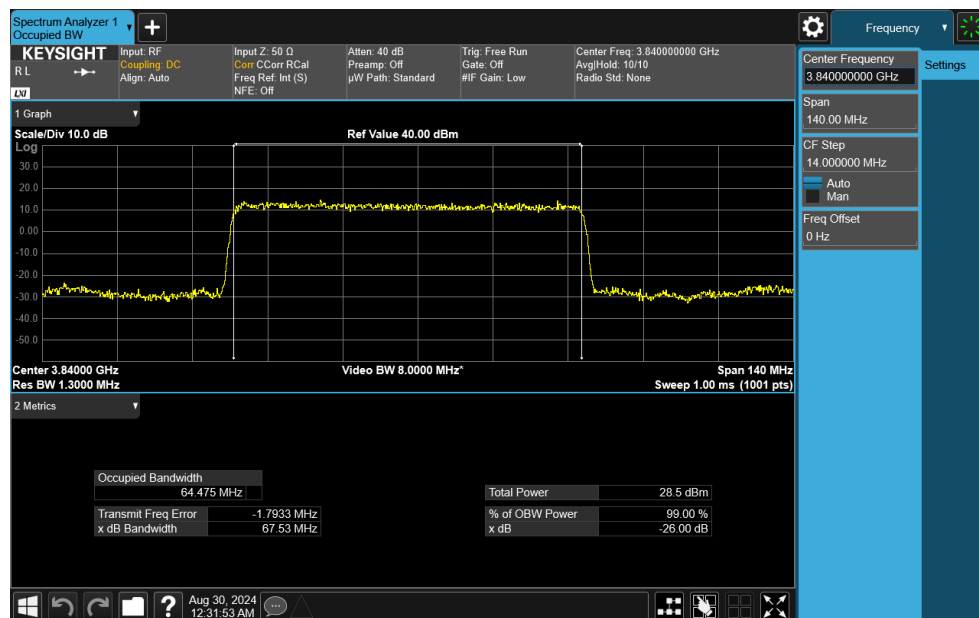 Spectrum Analyzer 1
Occupied BW
Frequency
KEYSIGHT
R L
LXI
Input: RF
Coupling: DC
Align: Auto
Input Z: 50 Ω
Corr CCorr RCal
Freq Ref: Int (S)
NFE: Off
Atten: 40 dB
Preamp: Off
µW Path: Standard
Trig: Free Run
Gate: Off
#IF Gain: Low
Center Freq: 3.840000000 GHz
Avg|Hold: 10/10
Radio Std: None
Center Frequency
3.840000000 GHz
Settings
Span
140.00 MHz
CF Step
14.000000 MHz
Auto
Man
Freq Offset
0 Hz
1 Graph
Scale/Div 10.0 dB
Ref Value 40.00 dBm
Log
30.0
20.0
10.0
0.00
-10.0
-20.0
-30.0
-40.0
-50.0
Center 3.84000 GHz
Video BW 8.0000 MHz*
Span 140 MHz
Res BW 1.3000 MHz
Sweep 1.00 ms (1001 pts)
2 Metrics
Occupied Bandwidth
64.475 MHz
Total Power 28.5 dBm
Transmit Freq Error -1.7933 MHz
% of OBW Power 99.00 %
x dB Bandwidth 67.53 MHz
x dB -26.00 dB
?
Aug 30, 2024
12:31:53 AM